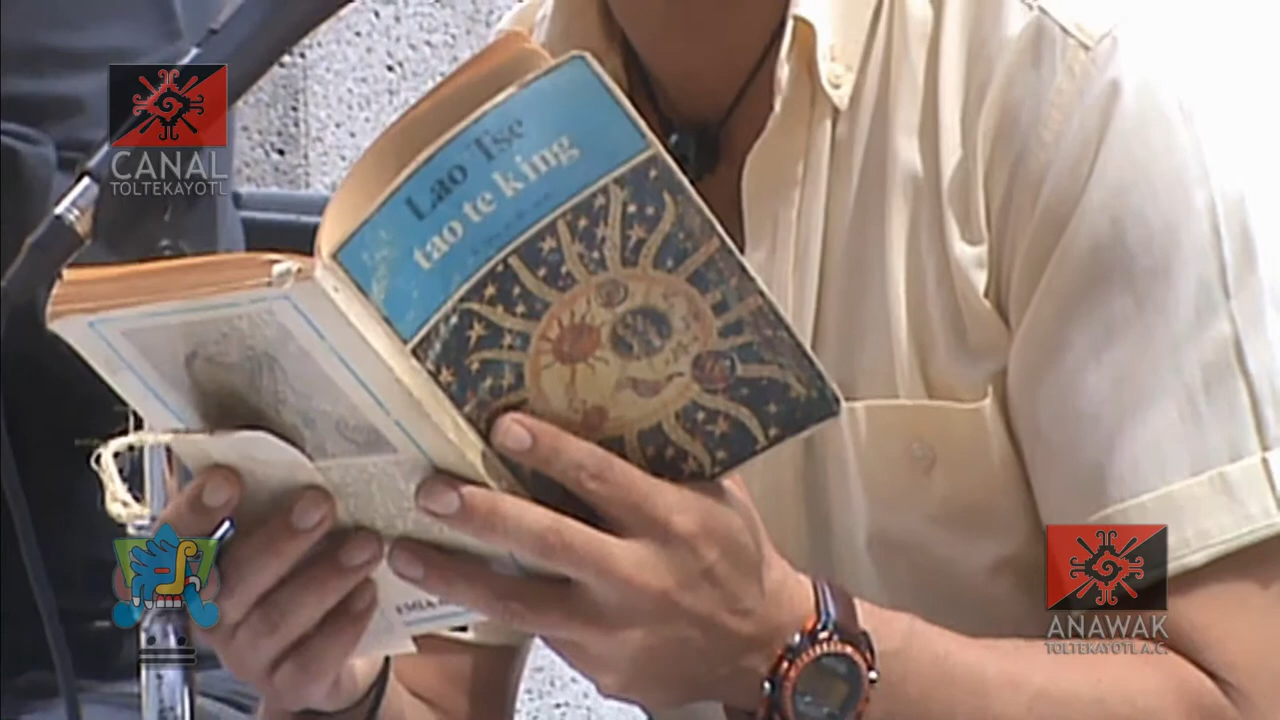 CANAL
TOLTEKAYOTL
Lao Tse
tao te king
ANAWAK
TOLTEKAYOTL A.C.